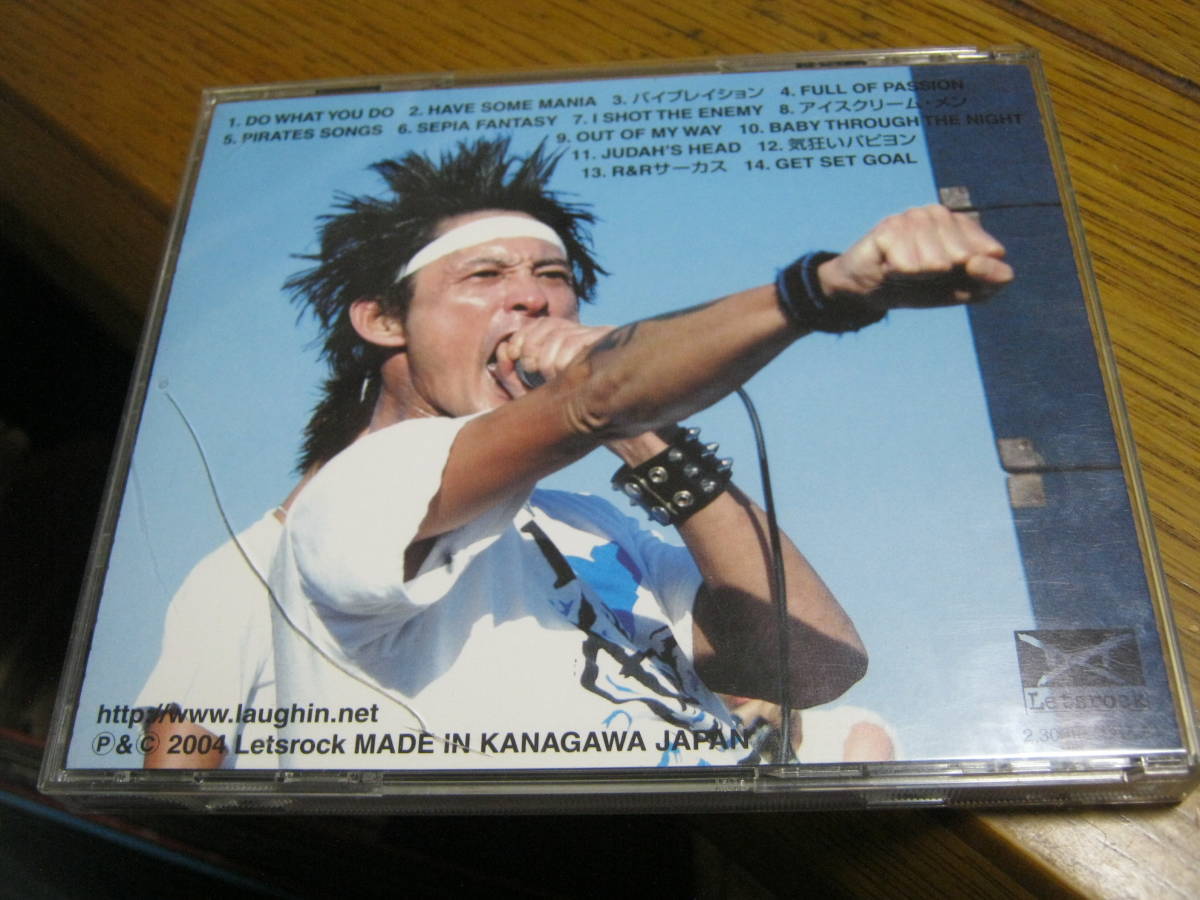 1. DO WHAT YOU DO 2. HAVE SOME MANIA 3. バイブレイション 4. FULL OF PASSION
5. PIRATES SONGS 6. SEPIA FANTASY 7. I SHOT THE ENEMY 8. アイスクリーム・メン
9. OUT OF MY WAY 10. BABY THROUGH THE NIGHT
11. JUDAH'S HEAD 12. 気狂いパピヨン
13. R&Rサーカス 14. GET SET GOAL
http://www.laughin.net
Ⓟ&© 2004 Letsrock MADE iN KANAGAWA JAPAN
Letsrock